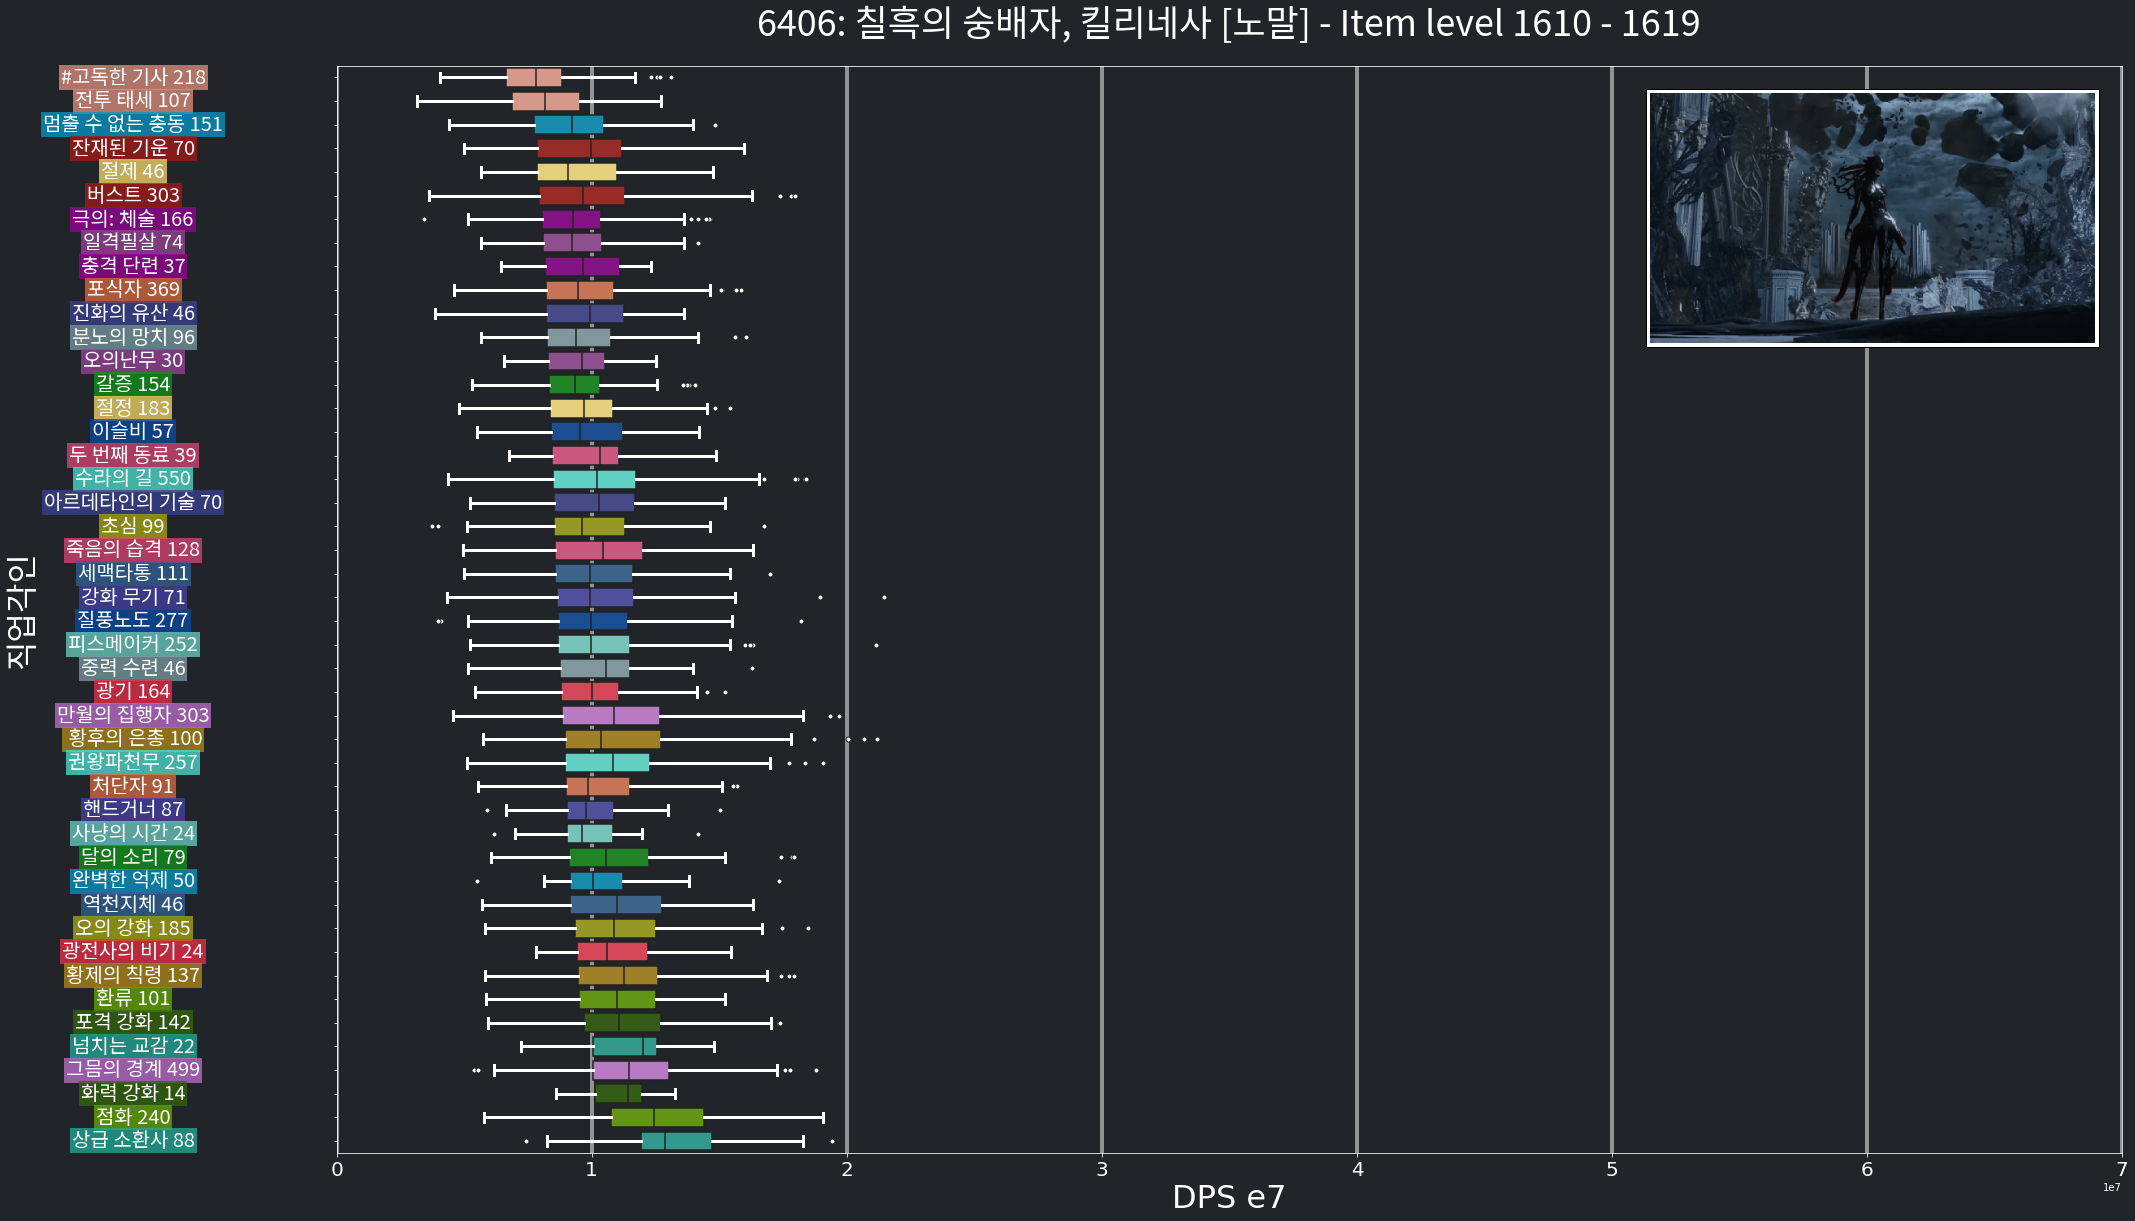 6406: 칠흑의 숭배자, 킬리네사 [노말] - Item level 1610 - 1619
#고독한 기사 218
전투 태세 107
멈출 수 없는 충동 151
잔재된 기운 70
절제 46
버스트 303
극의: 체술 166
일격필살 74
충격 단련 37
포식자 369
진화의 유산 46
분노의 망치 96
오의난무 30
갈증 154
절정 183
이슬비 57
두 번째 동료 39
수라의 길 550
아르데타인의 기술 70
초심 99
죽음의 습격 128
세맥타통 111
강화 무기 71
질풍노도 277
피스메이커 252
중력 수련 46
광기 164
만월의 집행자 303
황후의 은총 100
권왕파천무 257
처단자 91
핸드거너 87
사냥의 시간 24
달의 소리 79
완벽한 억제 50
역천지체 46
오의 강화 185
광전사의 비기 24
황제의 칙령 137
환류 101
포격 강화 142
넘치는 교감 22
그믐의 경계 499
화력 강화 14
점화 240
상급 소환사 88
직업각인
0 1 2 3 4 5 6 7
1e7
DPS e7